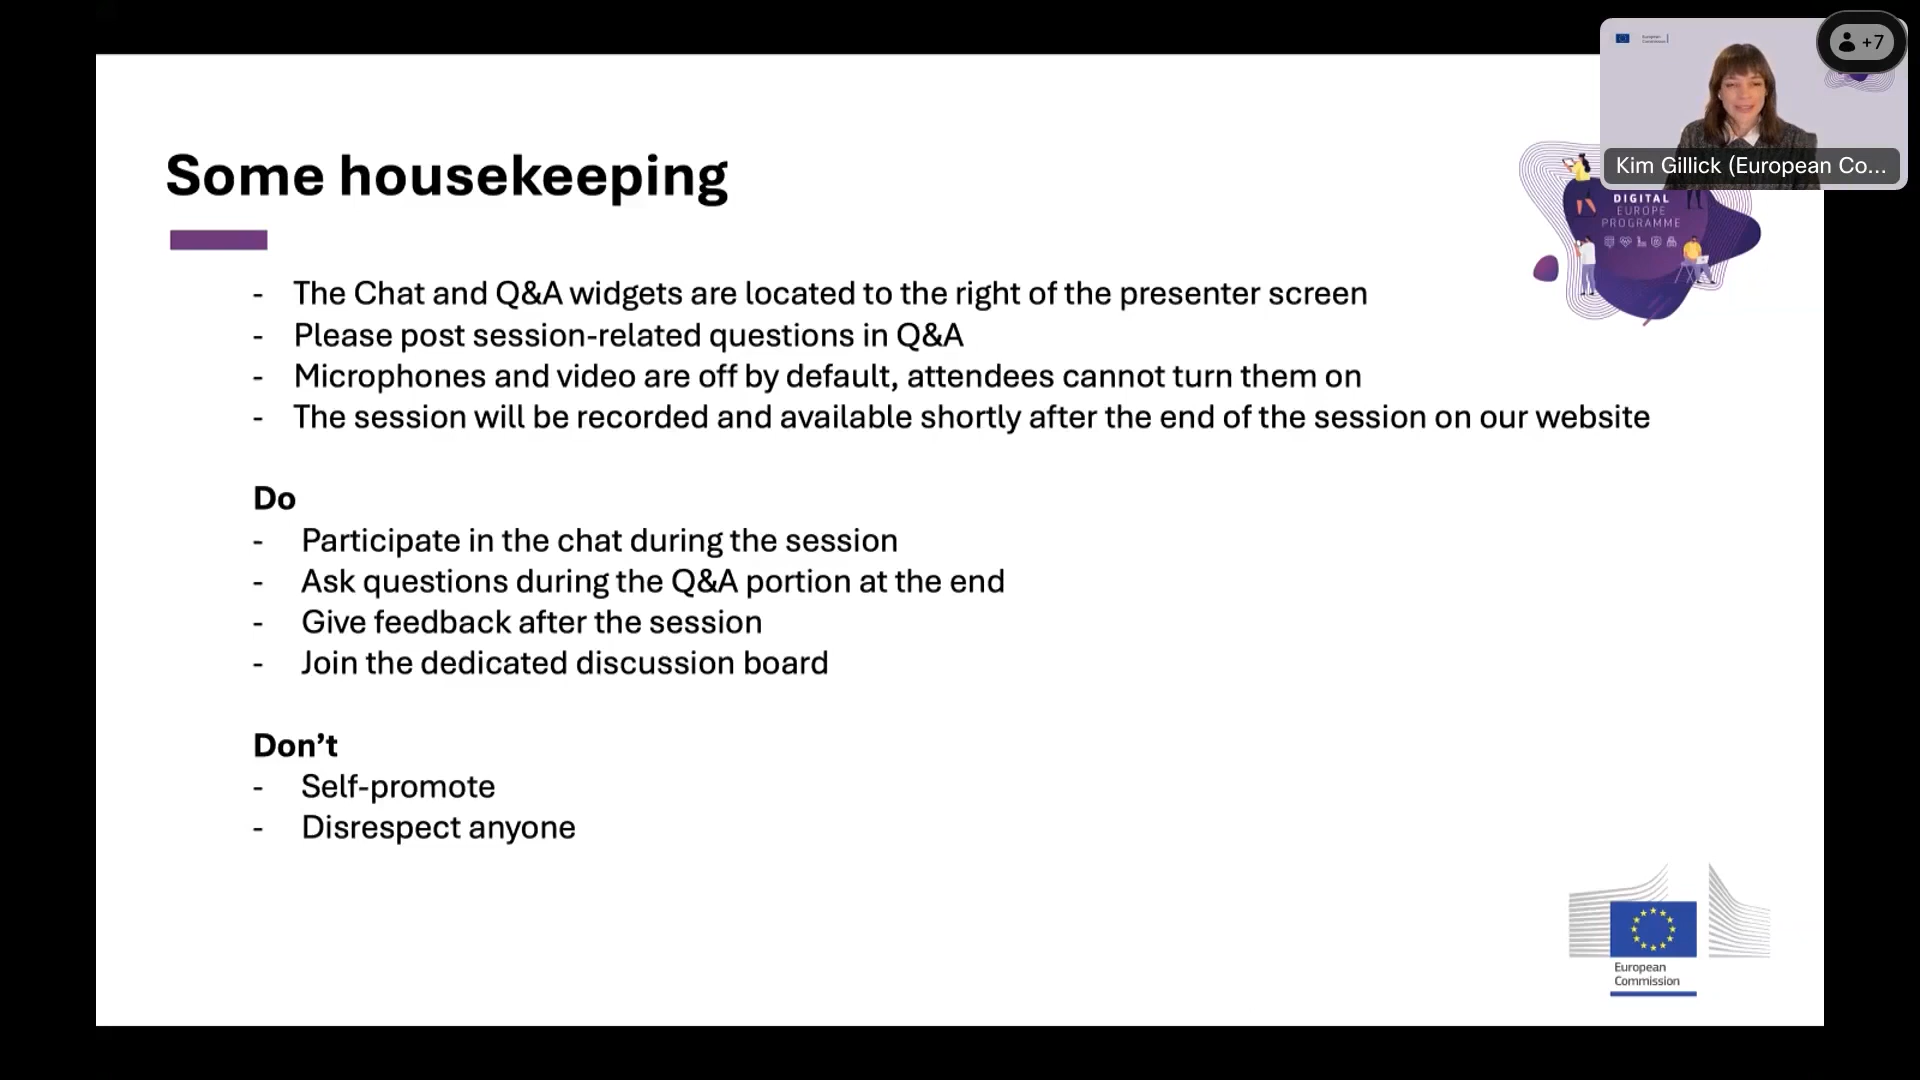 European
Commission
+7
Kim Gillick (European Co...
Some housekeeping
DIGITAL
EUROPE
PROGRAMME
- The Chat and Q&A widgets are located to the right of the presenter screen
- Please post session-related questions in Q&A
- Microphones and video are off by default, attendees cannot turn them on
- The session will be recorded and available shortly after the end of the session on our website
Do
- Participate in the chat during the session
- Ask questions during the Q&A portion at the end
- Give feedback after the session
- Join the dedicated discussion board
Don’t
- Self-promote
- Disrespect anyone
European
Commission